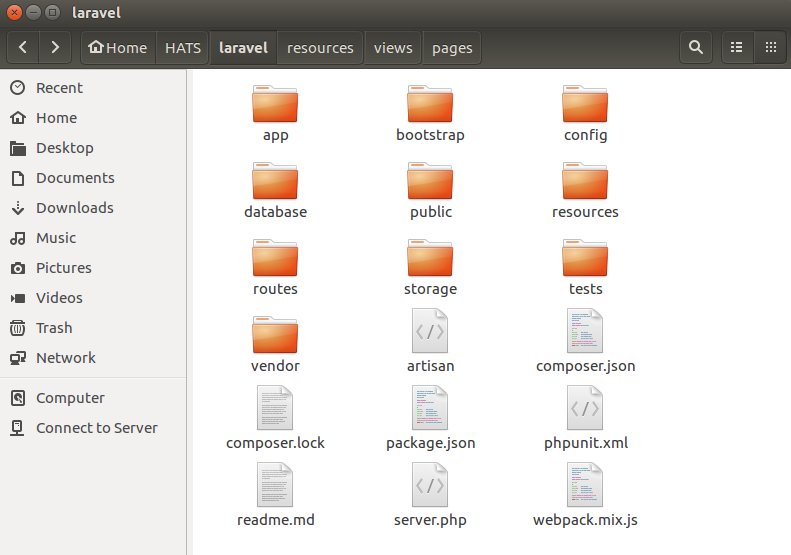 laravel
Home HATS laravel resources views pages
Recent
Home
Desktop
Documents
Downloads
Music
Pictures
Videos
Trash
Network
Computer
Connect to Server
app bootstrap config
database public resources
routes storage tests
vendor artisan composer.json
composer.lock package.json phpunit.xml
readme.md server.php webpack.mix.js